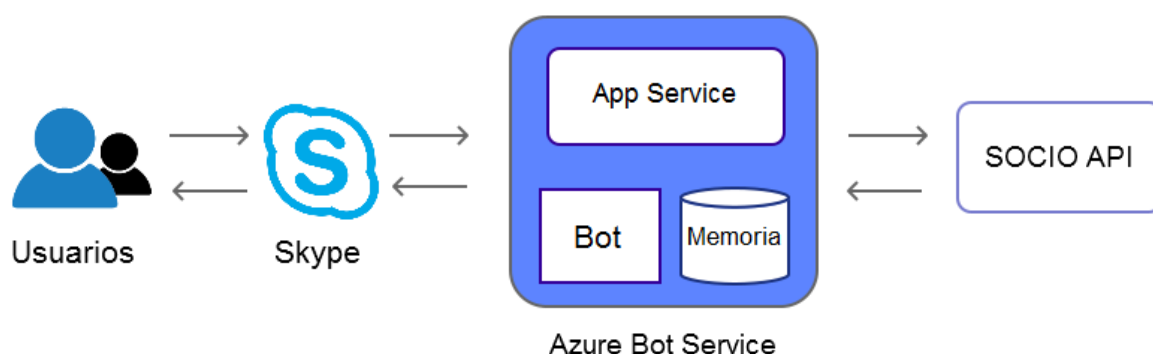 App Service
SOCIO API
Bot
Memoria
Usuarios
Skype
Azure Bot Service